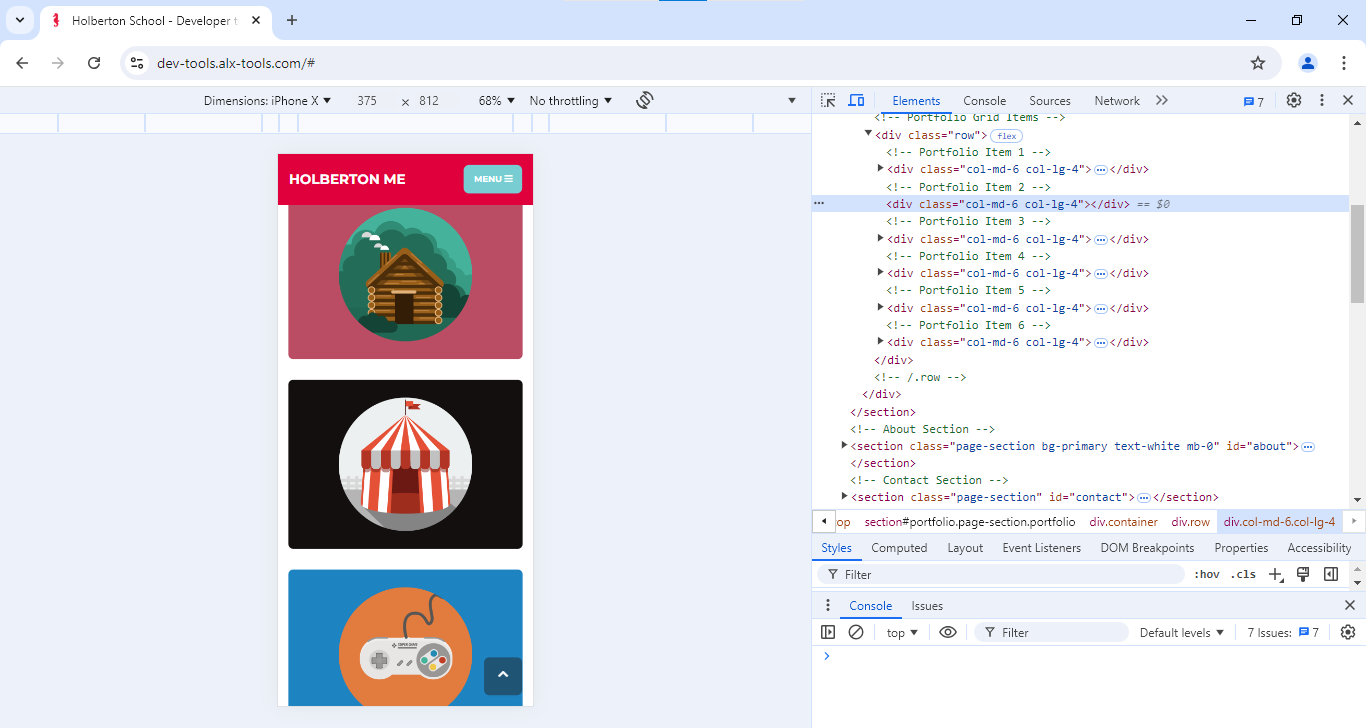 Holberton School - Developer t
dev-tools.alx-tools.com/#
Dimensions: iPhone X 375 × 812 68% No throttling
HOLBERTON ME MENU
Elements Console Sources Network 7
<!-- Portfolio Grid Items -->
<div class="row"> flex
<!-- Portfolio Item 1 -->
<div class="col-md-6 col-lg-4"> … </div>
<!-- Portfolio Item 2 -->
… <div class="col-md-6 col-lg-4"></div> == $0
<!-- Portfolio Item 3 -->
<div class="col-md-6 col-lg-4"> … </div>
<!-- Portfolio Item 4 -->
<div class="col-md-6 col-lg-4"> … </div>
<!-- Portfolio Item 5 -->
<div class="col-md-6 col-lg-4"> … </div>
<!-- Portfolio Item 6 -->
<div class="col-md-6 col-lg-4"> … </div>
</div>
<!-- /.row -->
</div>
</section>
<!-- About Section -->
<section class="page-section bg-primary text-white mb-0" id="about"> …
</section>
<!-- Contact Section -->
<section class="page-section" id="contact"> … </section>
op section#portfolio.page-section.portfolio div.container div.row div.col-md-6.col-lg-4
Styles Computed Layout Event Listeners DOM Breakpoints Properties Accessibility
Filter :hov .cls
Console Issues
top Filter Default levels 7 Issues: 7